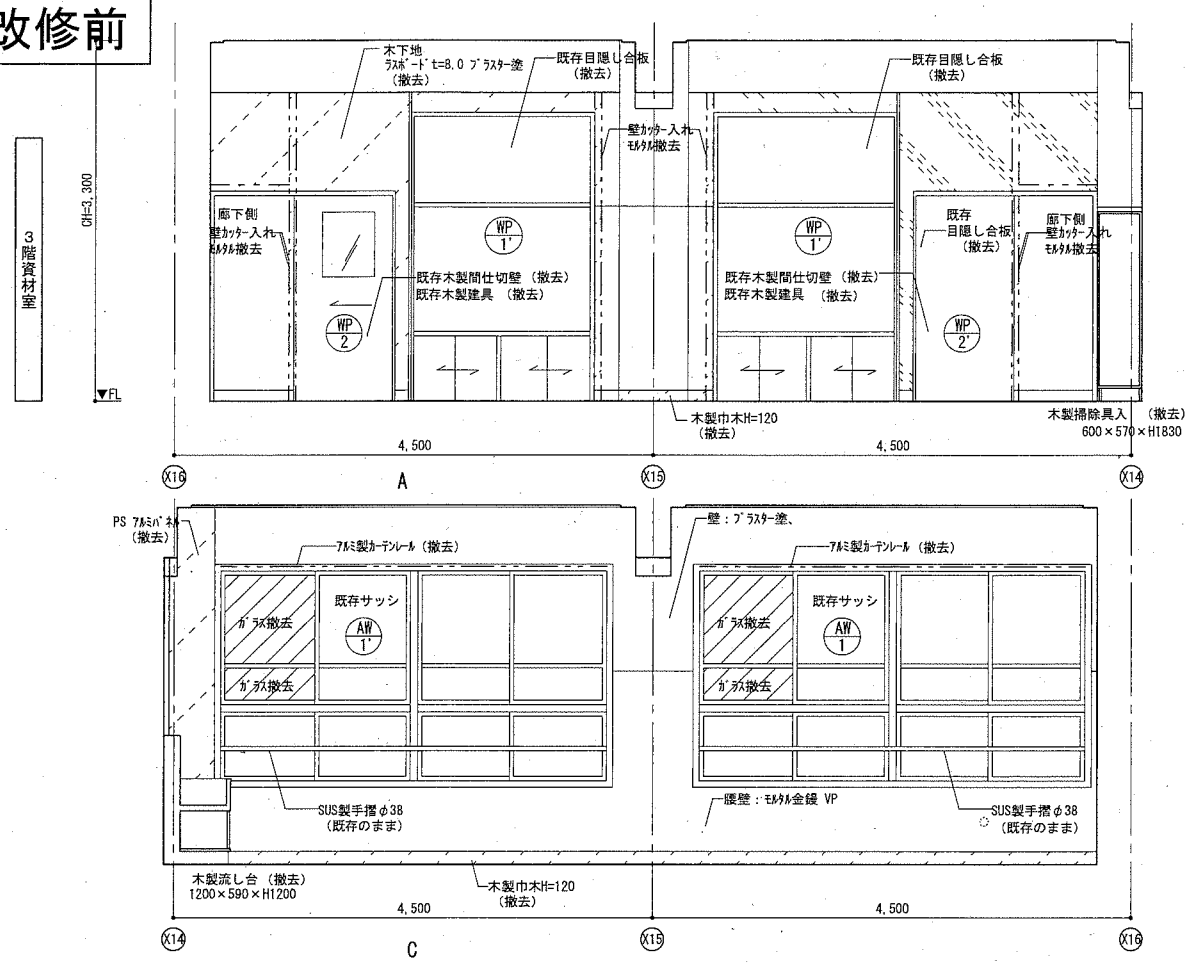 改修前
木下地
ﾗｽﾎﾞｰﾄﾞt=8.0 ﾌﾟﾗｽﾀｰ塗
(撤去)
既存目隠し合板
(撤去)
既存目隠し合板
(撤去)
壁ｶｯﾀｰ入れ
ﾓﾙﾀﾙ撤去
CH=3,300
3階資材室
廊下側
壁ｶｯﾀｰ入れ
ﾓﾙﾀﾙ撤去
WP
1'
WP
1'
既存
目隠し合板
(撤去)
廊下側
壁ｶｯﾀｰ入れ
ﾓﾙﾀﾙ撤去
既存木製間仕切壁 (撤去)
既存木製建具 (撤去)
既存木製間仕切壁 (撤去)
既存木製建具 (撤去)
WP
2
WP
2'
▼FL
木製巾木H=120
(撤去)
木製掃除具入 (撤去)
600×570×H1830
4,500
4,500
X16
A
X15
X14
PS ｱﾙﾐﾊﾟﾈﾙ
(撤去)
ｱﾙﾐ製ｶｰﾃﾝﾚｰﾙ (撤去)
壁：ﾌﾟﾗｽﾀｰ塗、
ｱﾙﾐ製ｶｰﾃﾝﾚｰﾙ (撤去)
ｶﾞﾗｽ撤去
既存サッシ
AW
1'
ｶﾞﾗｽ撤去
ｶﾞﾗｽ撤去
既存サッシ
AW
1
ｶﾞﾗｽ撤去
SUS製手摺φ38
(既存のまま)
腰壁：ﾓﾙﾀﾙ金鏝 VP
SUS製手摺φ38
(既存のまま)
木製流し台 (撤去)
1200×590×H1200
木製巾木H=120
(撤去)
4,500
4,500
X14
C
X15
X16